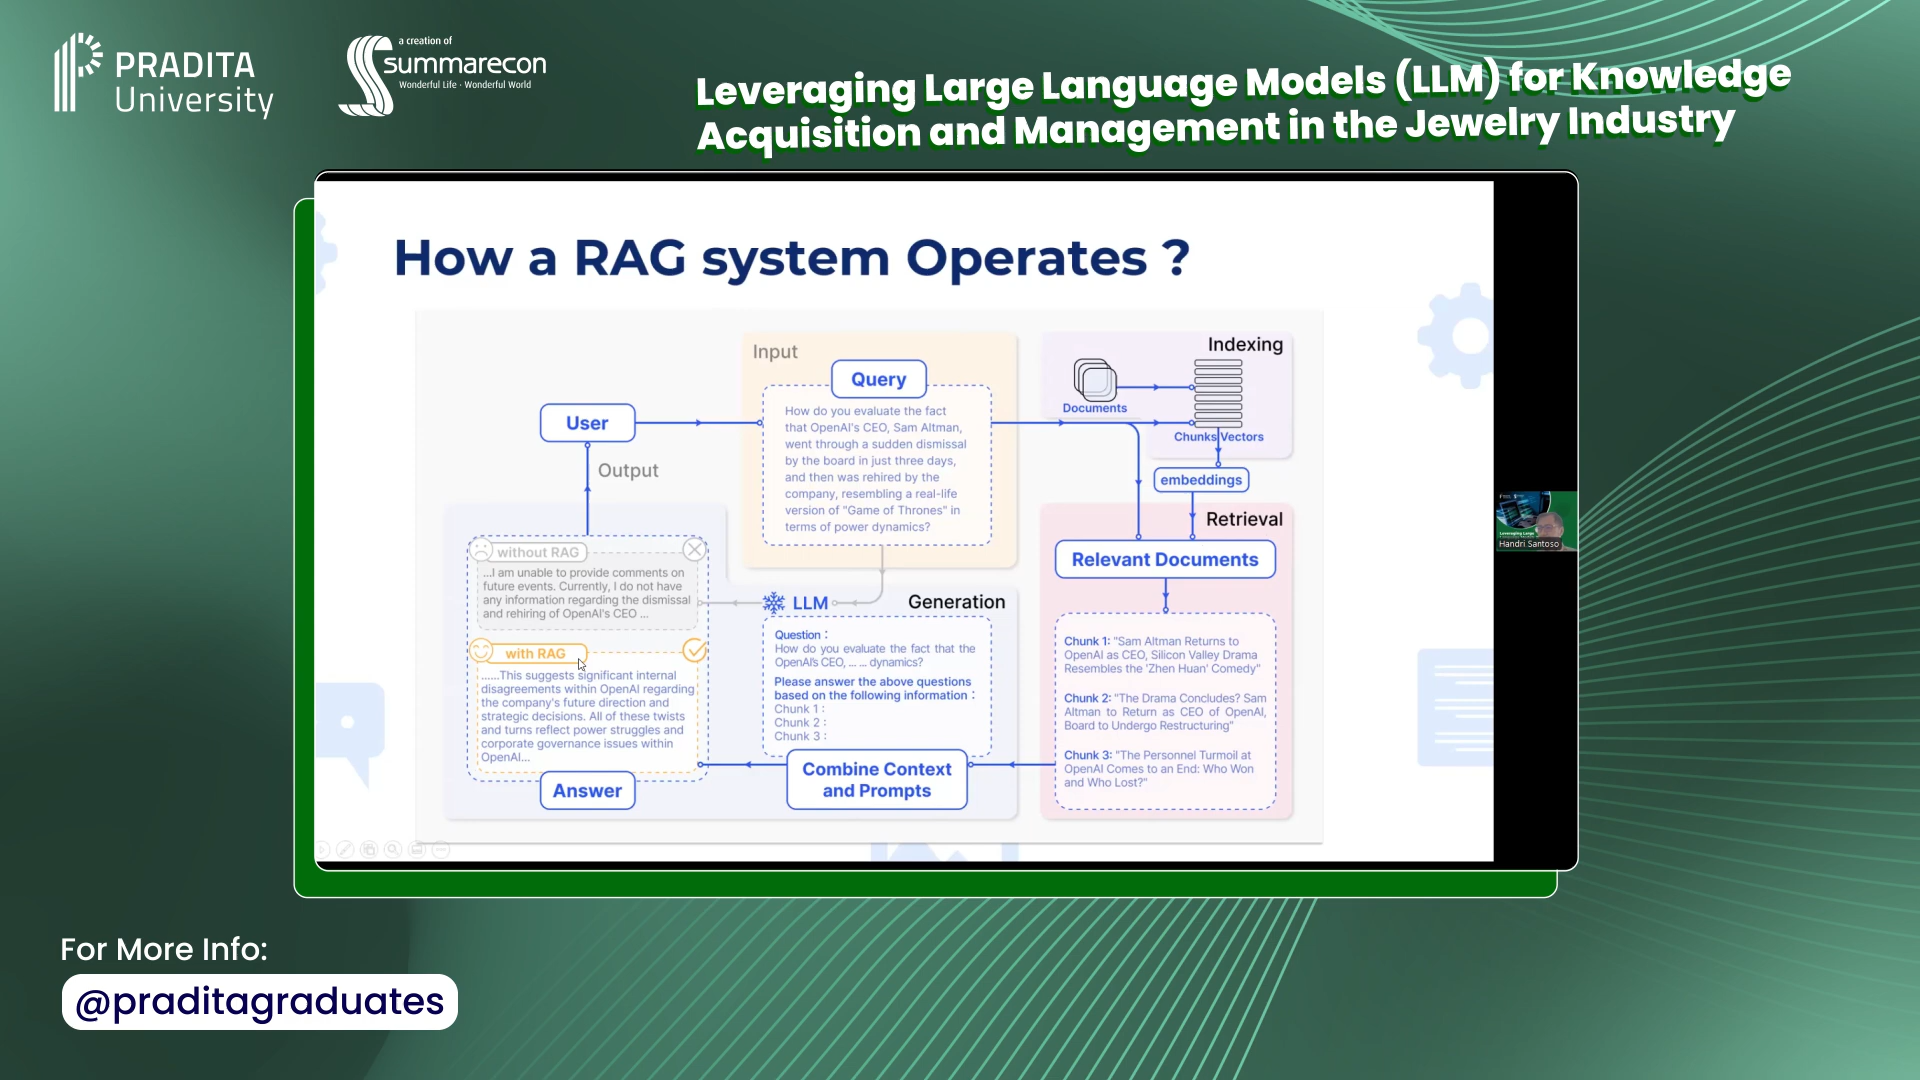 PRADITA
University
a creation of
summarecon
Wonderful Life · Wonderful World
Leveraging Large Language Models (LLM) for Knowledge
Acquisition and Management in the Jewelry Industry
How a RAG system Operates ?
Input
Query
How do you evaluate the fact
that OpenAI's CEO, Sam Altman,
went through a sudden dismissal
by the board in just three days,
and then was rehired by the
company, resembling a real-life
version of "Game of Thrones" in
terms of power dynamics?
Indexing
Documents
Chunks Vectors
embeddings
User
Output
Retrieval
Relevant Documents
Chunk 1: "Sam Altman Returns to
OpenAI as CEO, Silicon Valley Drama
Resembles the 'Zhen Huan' Comedy"
Chunk 2: "The Drama Concludes? Sam
Altman to Return as CEO of OpenAI,
Board to Undergo Restructuring"
Chunk 3: "The Personnel Turmoil at
OpenAI Comes to an End: Who Won
and Who Lost?"
LLM
Generation
Question :
How do you evaluate the fact that the
OpenAI's CEO, ... ... dynamics?
Please answer the above questions
based on the following information :
Chunk 1 :
Chunk 2 :
Chunk 3 :
Combine Context
and Prompts
without RAG
...I am unable to provide comments on
future events. Currently, I do not have
any information regarding the dismissal
and rehiring of OpenAI's CEO ...
with RAG
......This suggests significant internal
disagreements within OpenAI regarding
the company's future direction and
strategic decisions. All of these twists
and turns reflect power struggles and
corporate governance issues within
OpenAI...
Answer
Handri Santoso
For More Info:
@praditagraduates